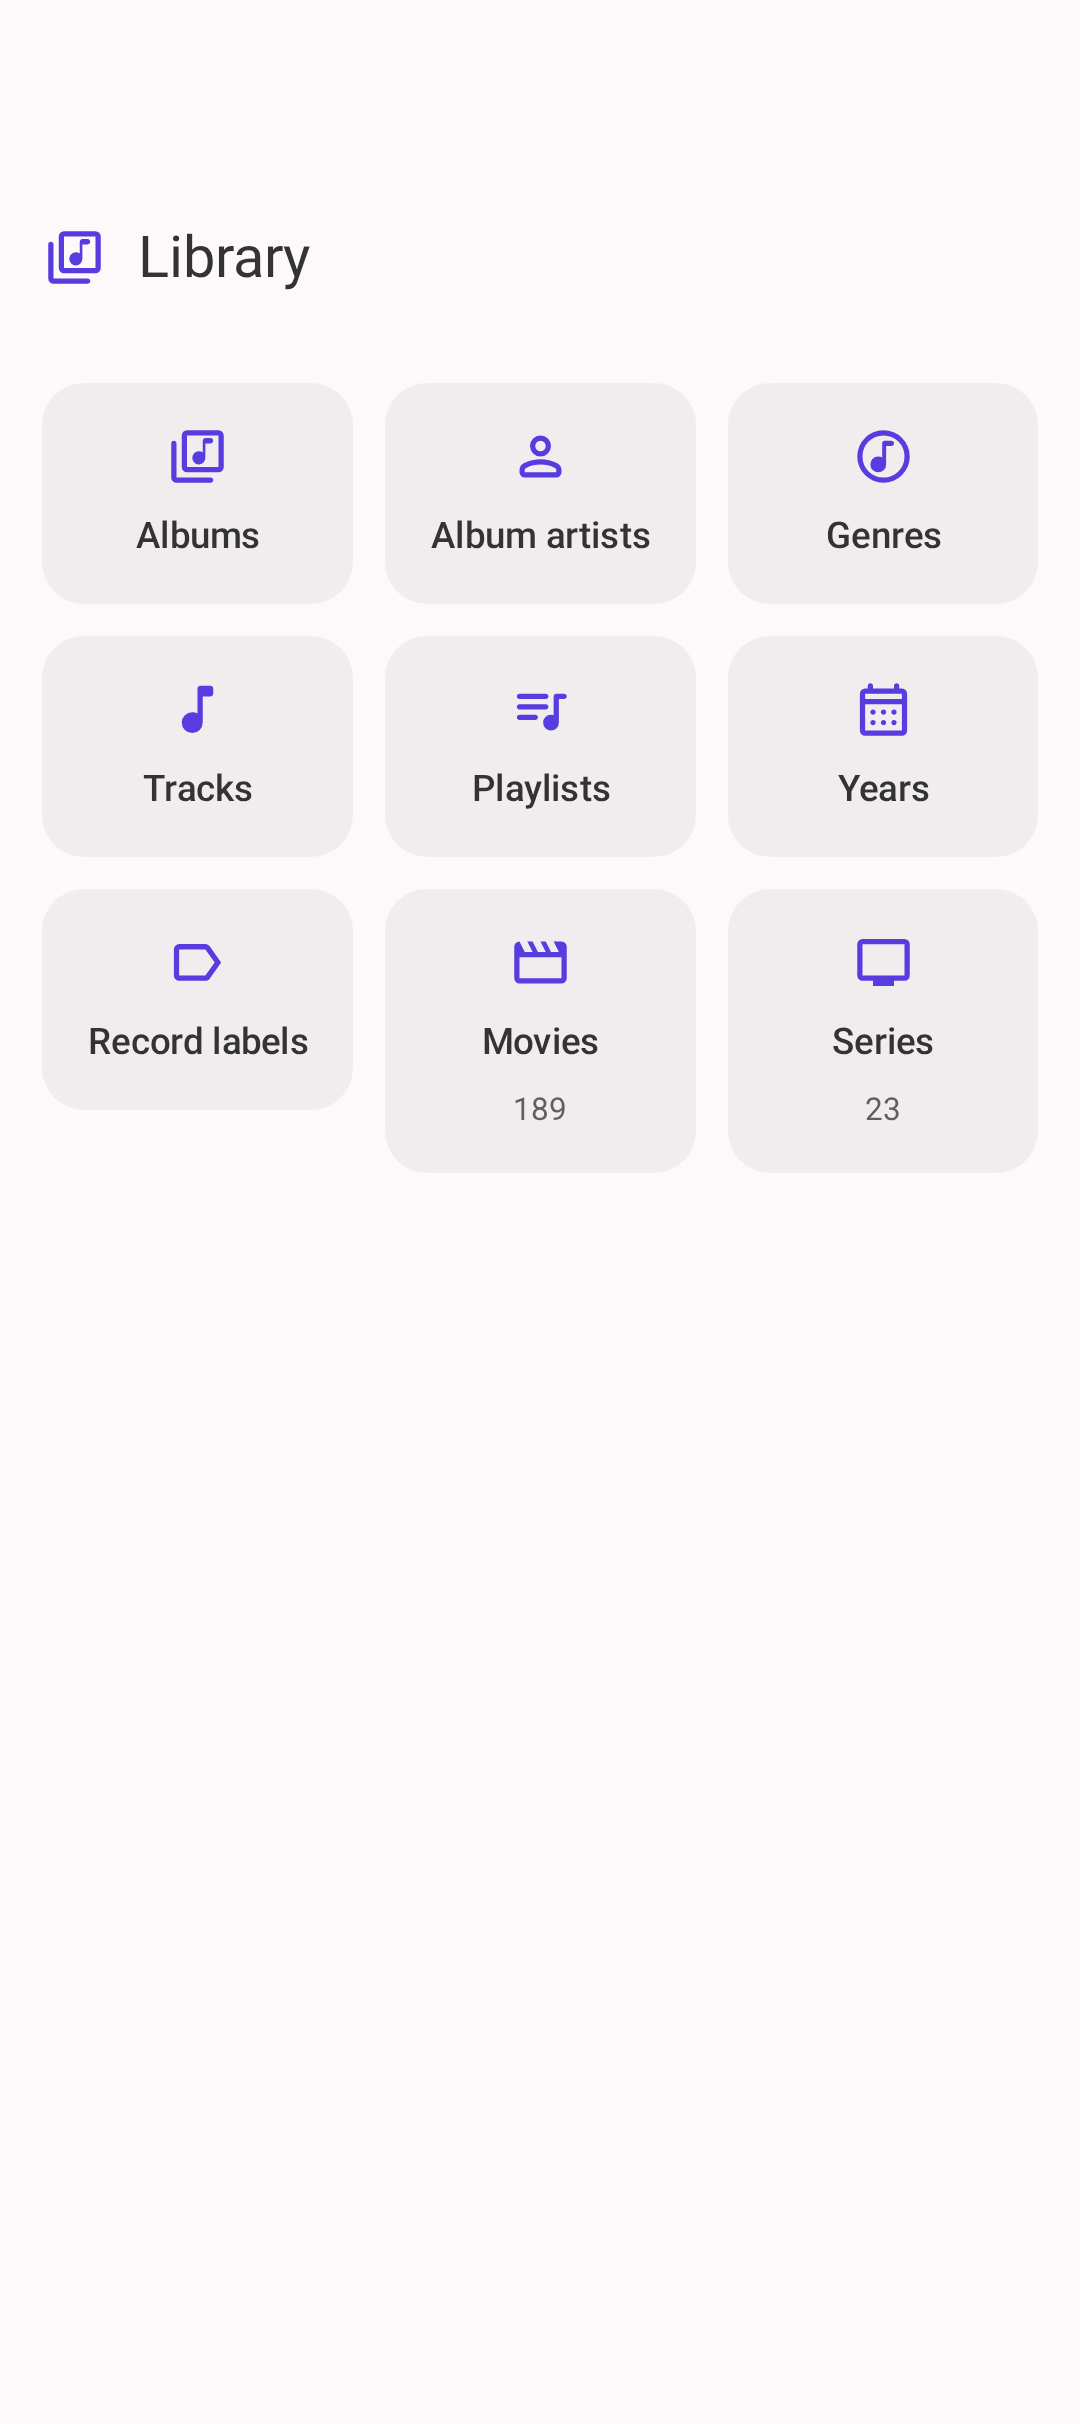 Library
Albums
Album artists
Genres
Tracks
Playlists
Years
Record labels
Movies
189
Series
23